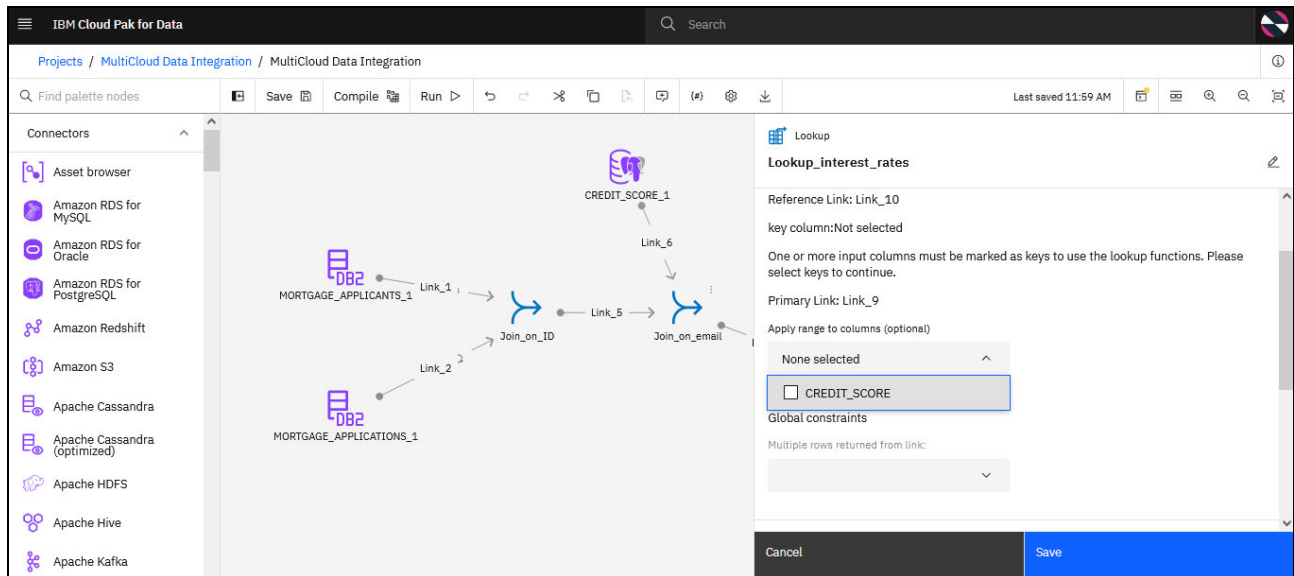 IBM Cloud Pak for Data
Search
Projects / MultiCloud Data Integration / MultiCloud Data Integration
Find palette nodes
Save
Compile
Run
{#}
Last saved 11:59 AM
Connectors
Asset browser
Amazon RDS for
MySQL
Amazon RDS for
Oracle
Amazon RDS for
PostgreSQL
Amazon Redshift
Amazon S3
Apache Cassandra
Apache Cassandra
(optimized)
Apache HDFS
Apache Hive
Apache Kafka
CREDIT_SCORE_1
Link_6
DB2
MORTGAGE_APPLICANTS_1
Link_1
Join_on_ID
Link_5
Join_on_email
Link_2
DB2
MORTGAGE_APPLICATIONS_1
Lookup
Lookup_interest_rates
Reference Link: Link_10
key column:Not selected
One or more input columns must be marked as keys to use the lookup functions. Please
select keys to continue.
Primary Link: Link_9
Apply range to columns (optional)
None selected
CREDIT_SCORE
Global constraints
Multiple rows returned from link:
Cancel
Save